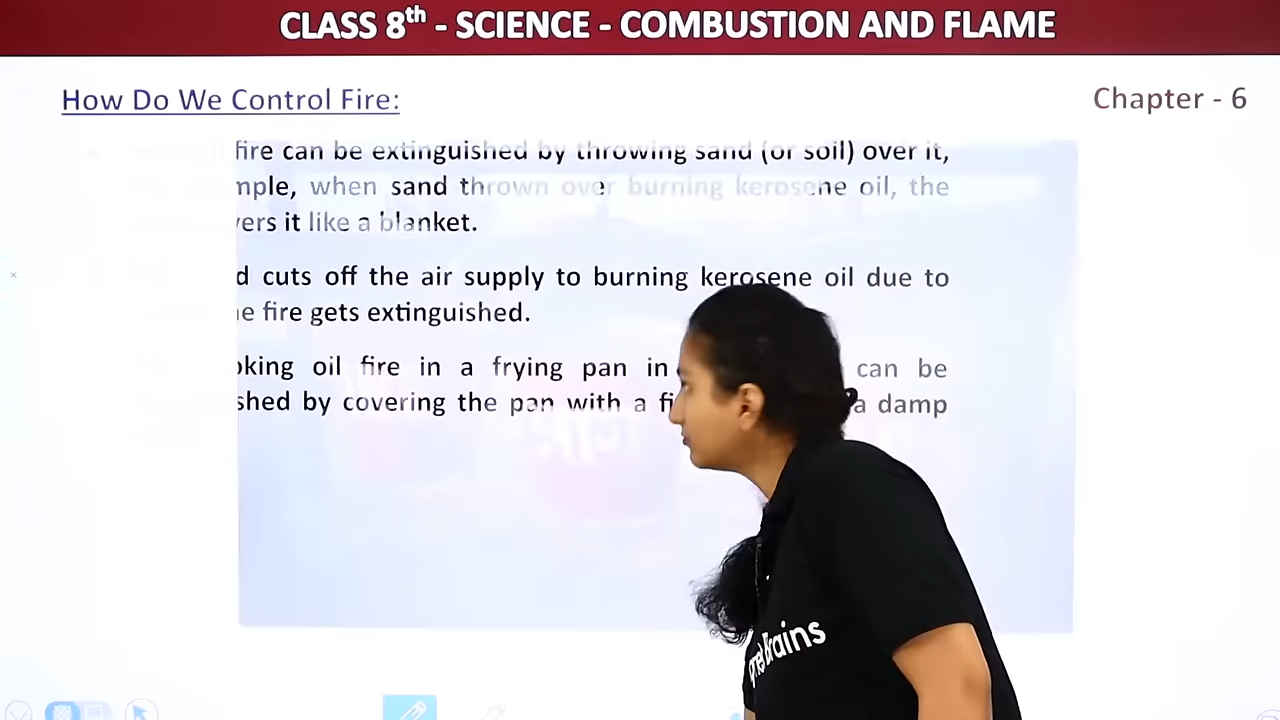 CLASS 8th - SCIENCE - COMBUSTION AND FLAME
How Do We Control Fire:
Chapter - 6
fire can be extinguished by throwing sand (or soil) over it,
mple, when sand thrown over burning kerosene oil, the
vers it like a blanket.
d cuts off the air supply to burning kerosene oil due to
fire gets extinguished.
oking oil fire in a frying pan in can be
shed by covering the pan with a a damp
rains